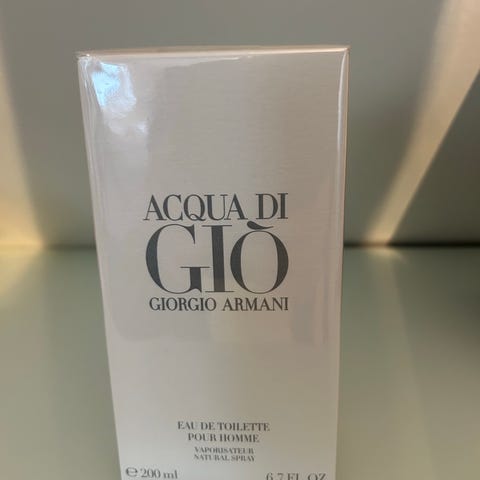 ACQUA DI
GIÒ
GIORGIO ARMANI
EAU DE TOILETTE
POUR HOMME
VAPORISATEUR
NATURAL SPRAY
℮ 200 ml 6.7 FL. OZ.